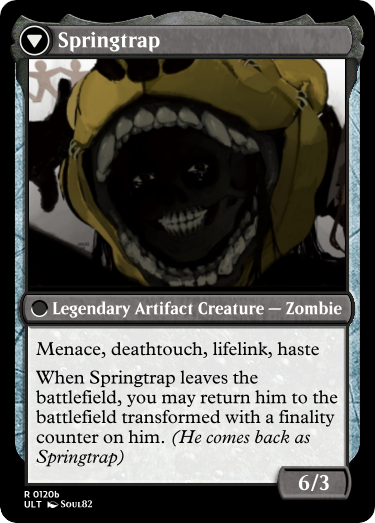 Springtrap
Legendary Artifact Creature — Zombie
Menace, deathtouch, lifelink, haste
When Springtrap leaves the
battlefield, you may return him to the
battlefield transformed with a finality
counter on him. (He comes back as
Springtrap)
6/3
R 0120b
ULT Soul82